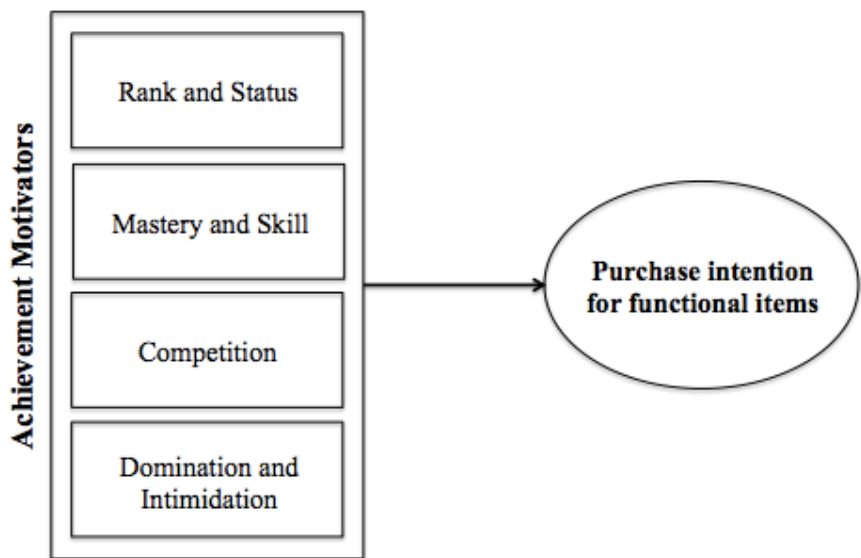 Achievement Motivators
Rank and Status
Mastery and Skill
Competition
Domination and
Intimidation
Purchase intention
for functional items